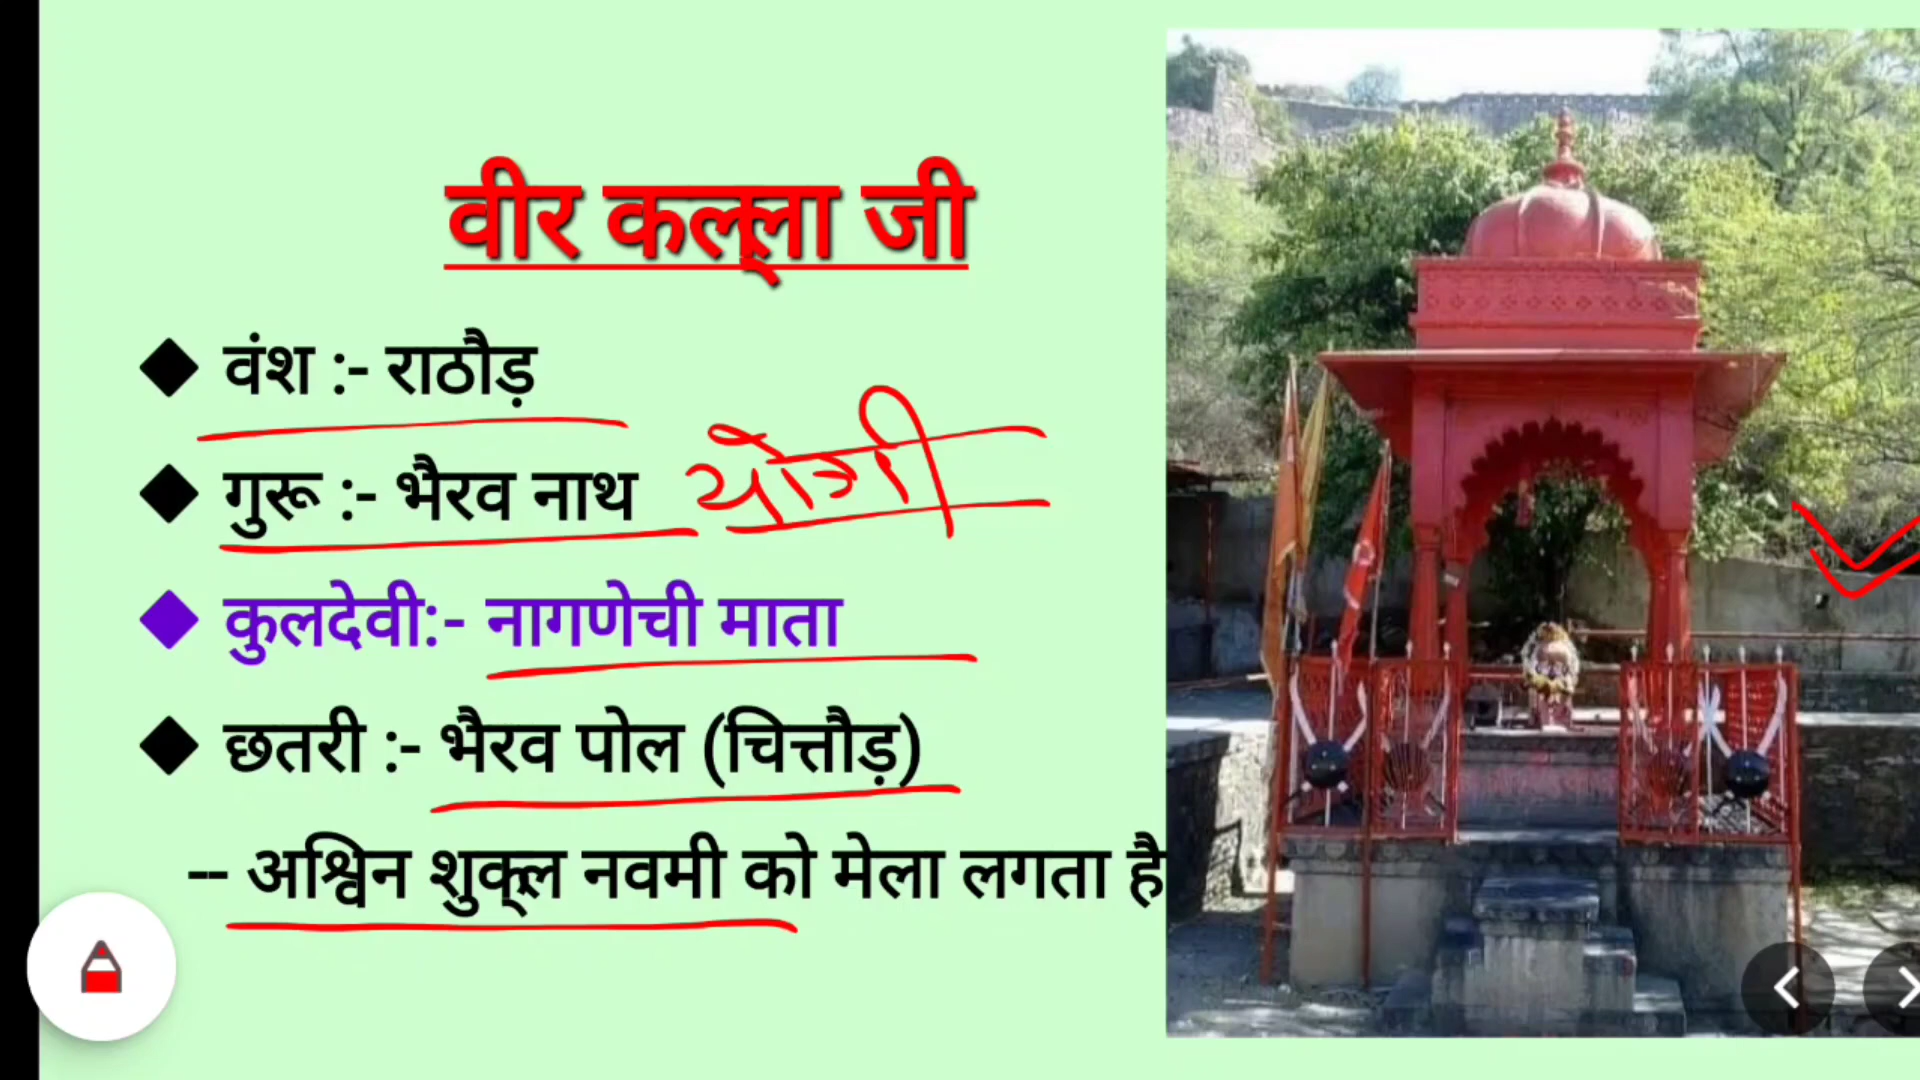 वीर कल्ला जी
वंश :- राठौड़
गुरू :- भैरव नाथ योगी
कुलदेवी:- नागणेची माता
छतरी :- भैरव पोल (चित्तौड़)
-- अश्विन शुक्ल नवमी को मेला लगता है